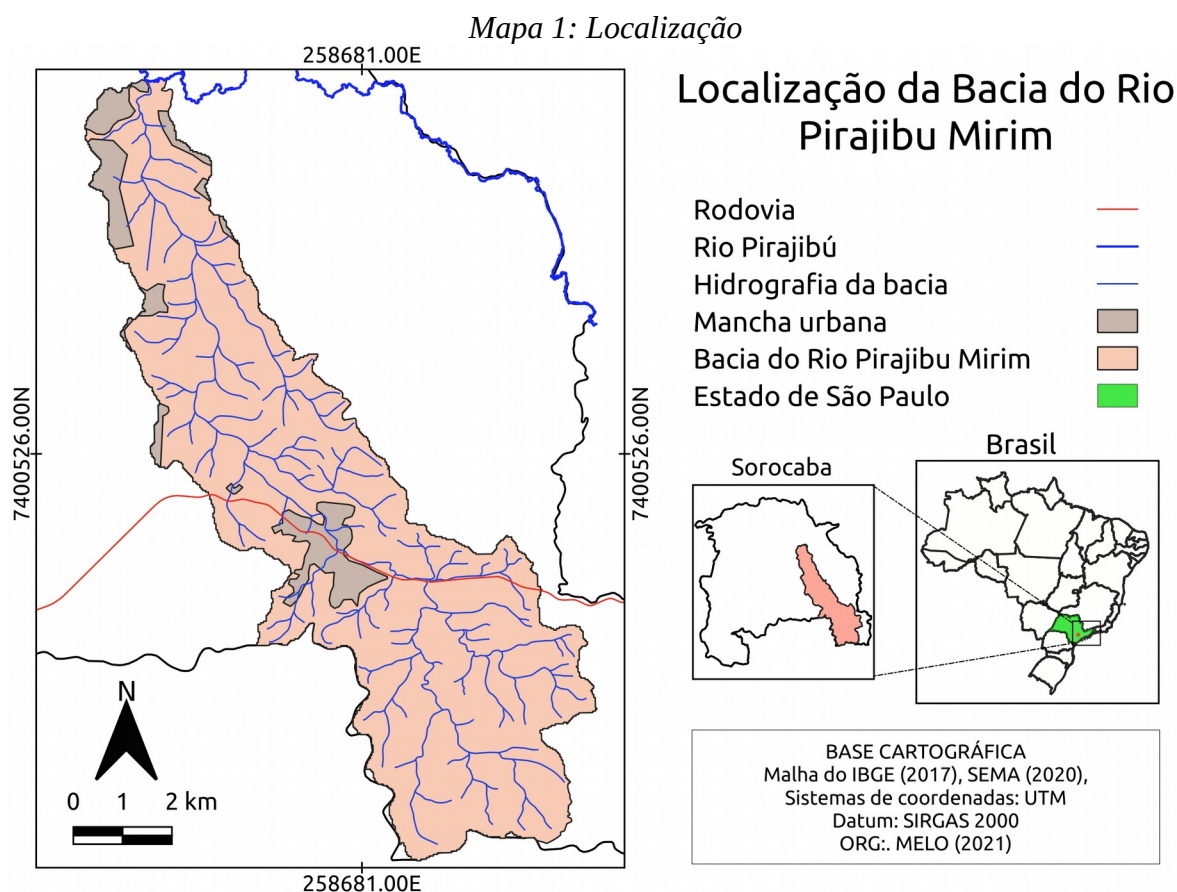 Mapa 1: Localização
258681.00E
Localização da Bacia do Rio
Pirajibu Mirim
Rodovia
Rio Pirajibú
Hidrografia da bacia
Mancha urbana
Bacia do Rio Pirajibu Mirim
Estado de São Paulo
7400526.00N
7400526.00N
Sorocaba
Brasil
N
0 1 2 km
BASE CARTOGRÁFICA
Malha do IBGE (2017), SEMA (2020),
Sistemas de coordenadas: UTM
Datum: SIRGAS 2000
ORG:. MELO (2021)
258681.00E